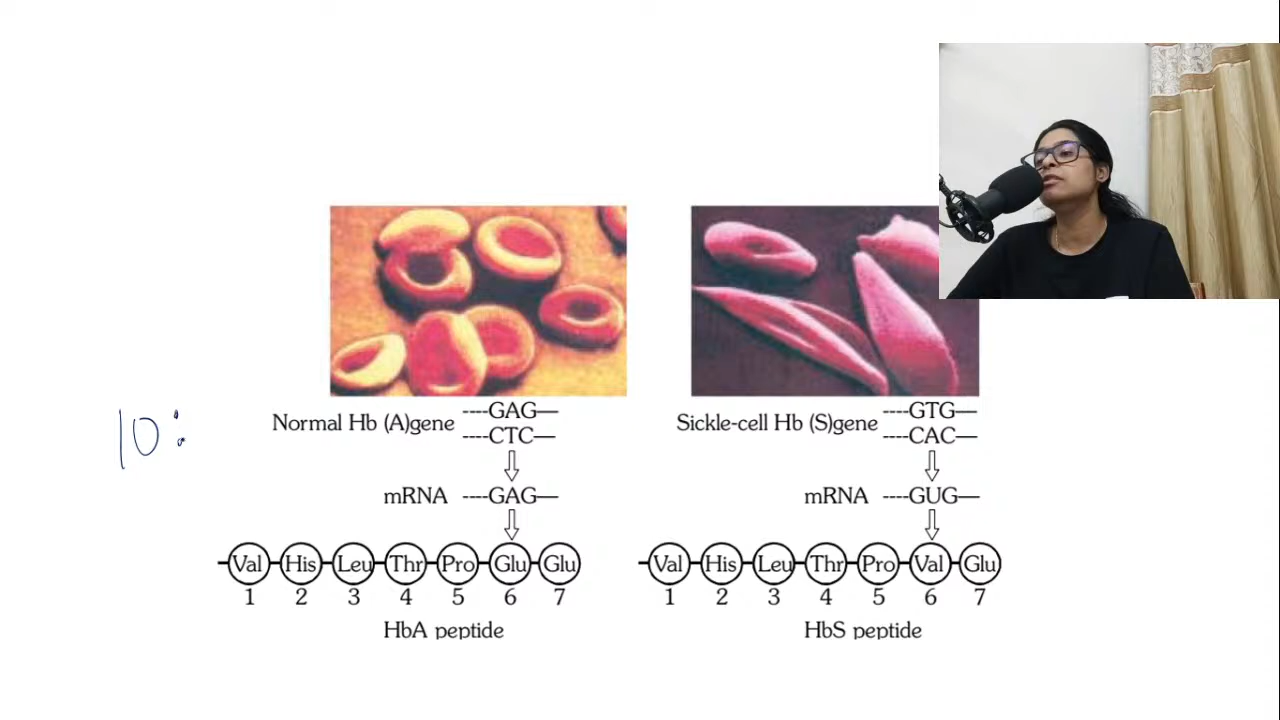 10:
Normal Hb (A)gene
----GAG—
----CTC—
mRNA ----GAG—
Val His Leu Thr Pro Glu Glu
1 2 3 4 5 6 7
HbA peptide
Sickle-cell Hb (S)gene
----GTG—
----CAC—
mRNA ----GUG—
Val His Leu Thr Pro Val Glu
1 2 3 4 5 6 7
HbS peptide